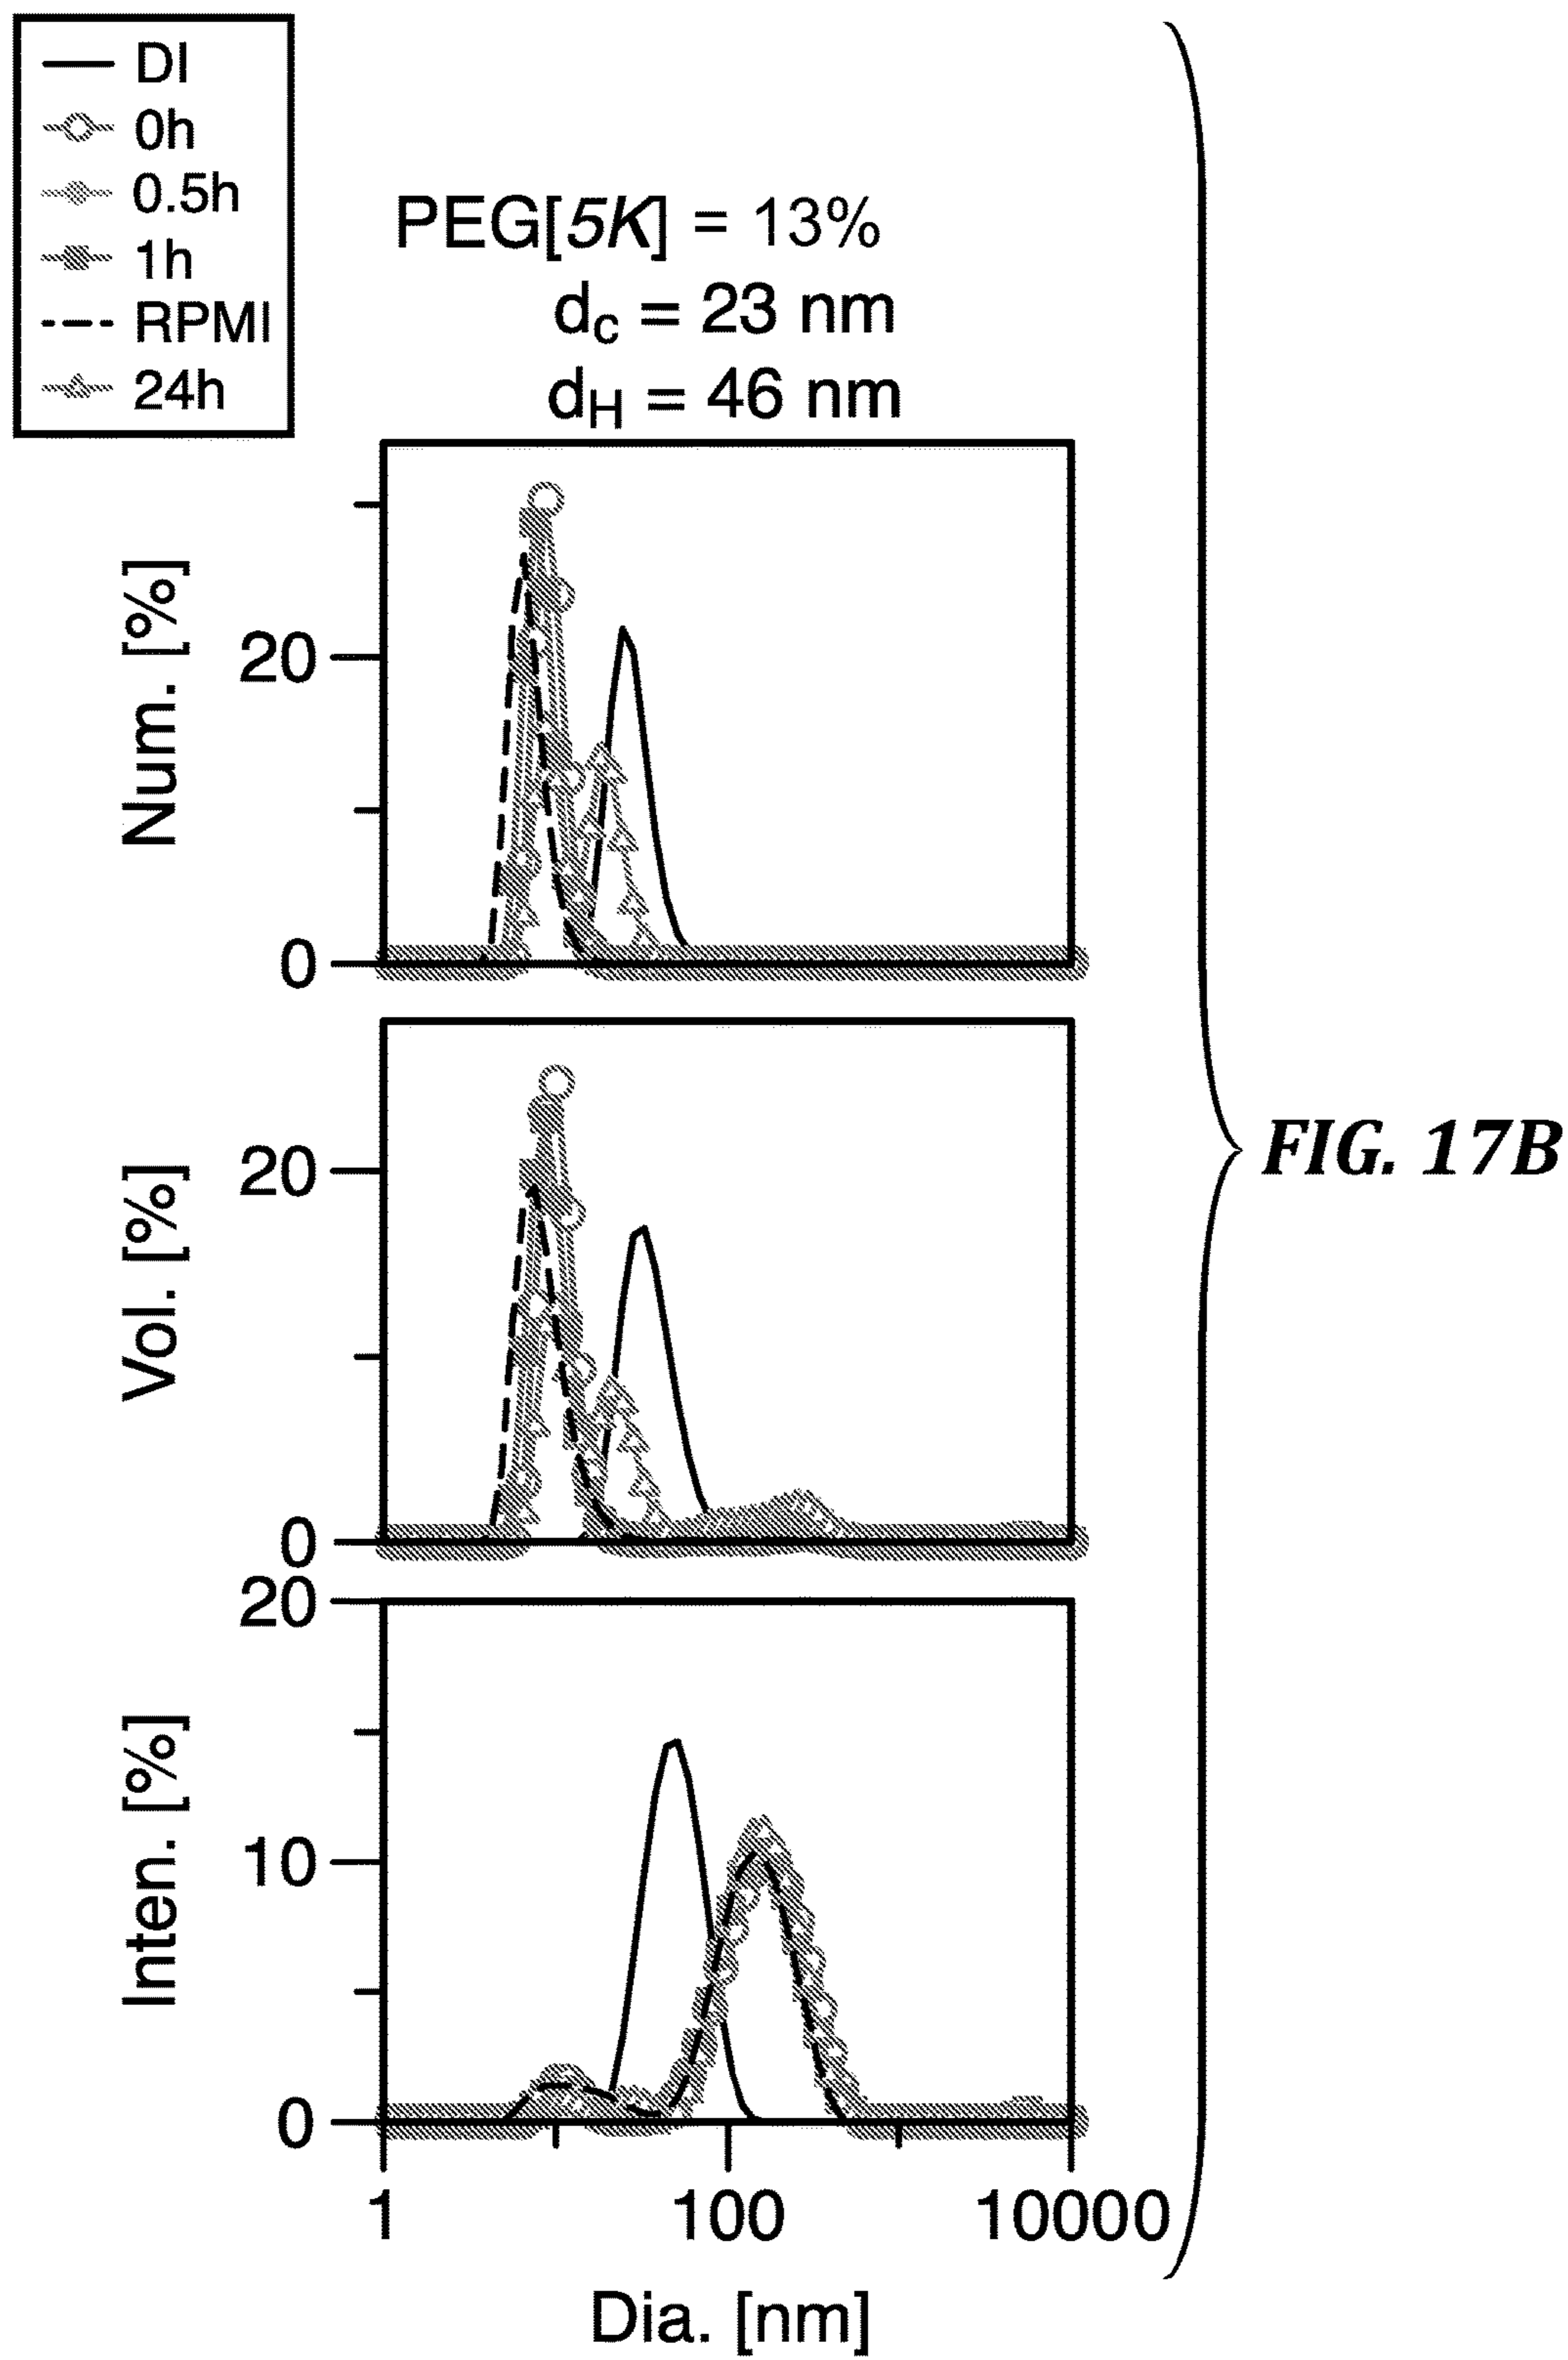 DI
0h
0.5h
1h
RPMI
24h
PEG[5K] = 13%
dc = 23 nm
dH = 46 nm
Num. [%]
20
0
Vol. [%]
20
0
FIG. 17B
Inten. [%]
20
10
0
1 100 10000
Dia. [nm]